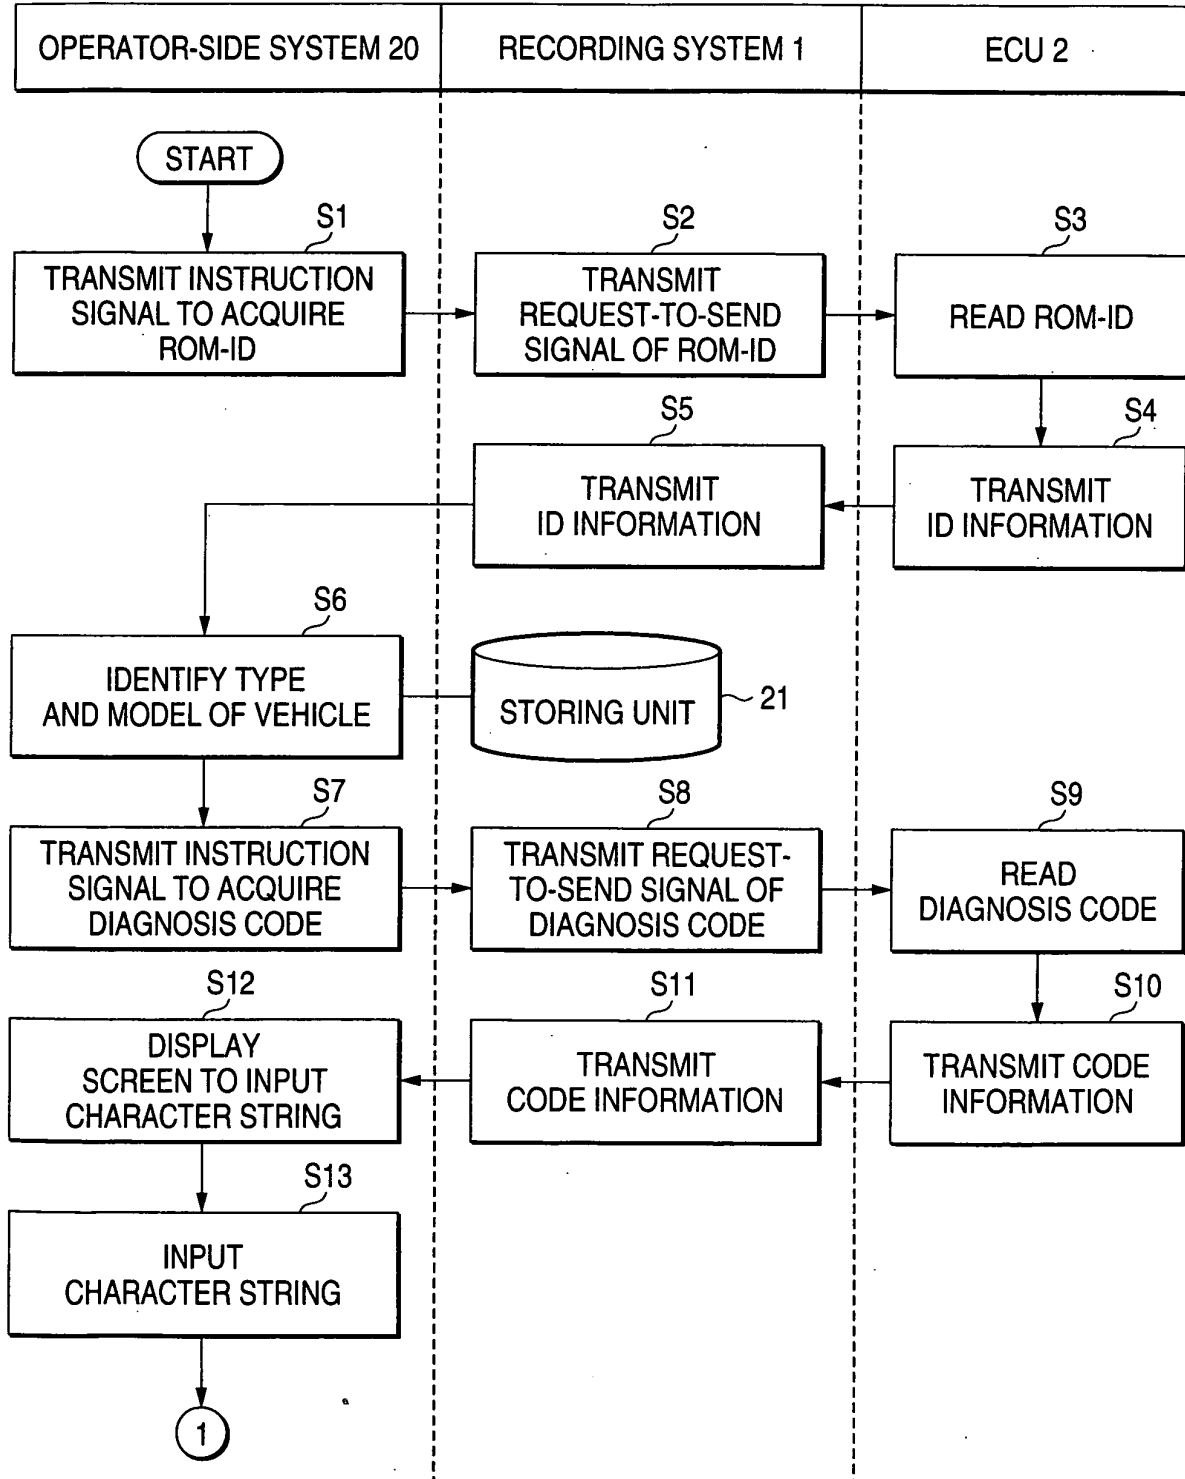 OPERATOR-SIDE SYSTEM 20
RECORDING SYSTEM 1
ECU 2
START
S1
TRANSMIT INSTRUCTION
SIGNAL TO ACQUIRE
ROM-ID
S2
TRANSMIT
REQUEST-TO-SEND
SIGNAL OF ROM-ID
S3
READ ROM-ID
S4
TRANSMIT
ID INFORMATION
S5
TRANSMIT
ID INFORMATION
S6
IDENTIFY TYPE
AND MODEL OF VEHICLE
STORING UNIT
21
S7
TRANSMIT INSTRUCTION
SIGNAL TO ACQUIRE
DIAGNOSIS CODE
S8
TRANSMIT REQUEST-
TO-SEND SIGNAL OF
DIAGNOSIS CODE
S9
READ
DIAGNOSIS CODE
S10
TRANSMIT CODE
INFORMATION
S11
TRANSMIT
CODE INFORMATION
S12
DISPLAY
SCREEN TO INPUT
CHARACTER STRING
S13
INPUT
CHARACTER STRING
1